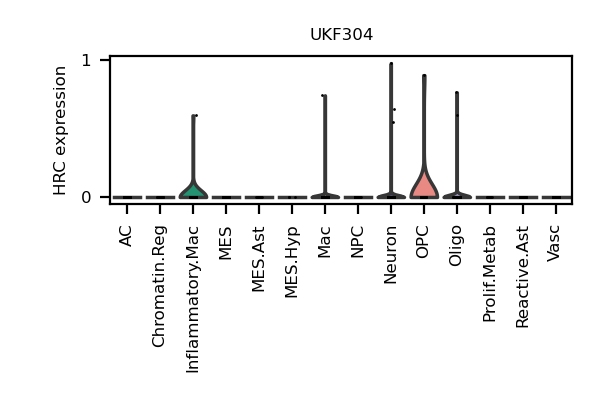 UKF304
HRC expression
1
0
AC
Chromatin.Reg
Inflammatory.Mac
MES
MES.Ast
MES.Hyp
Mac
NPC
Neuron
OPC
Oligo
Prolif.Metab
Reactive.Ast
Vasc